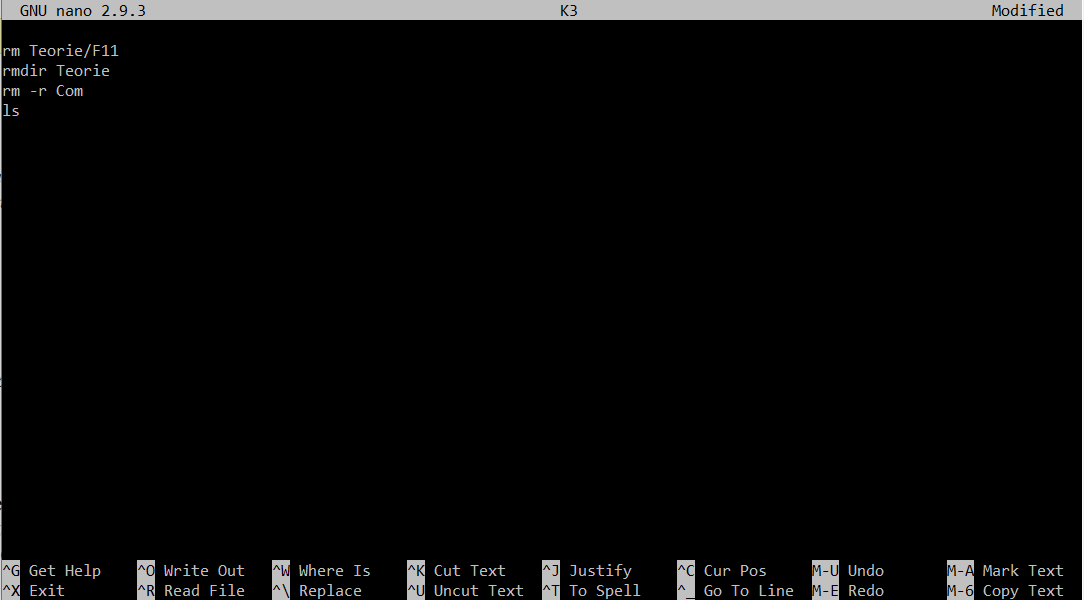 GNU nano 2.9.3 K3 Modified
rm Teorie/F11
rmdir Teorie
rm -r Com
ls
^G Get Help ^O Write Out ^W Where Is ^K Cut Text ^J Justify ^C Cur Pos M-U Undo M-A Mark Text
^X Exit ^R Read File ^\ Replace ^U Uncut Text ^T To Spell ^_ Go To Line M-E Redo M-6 Copy Text